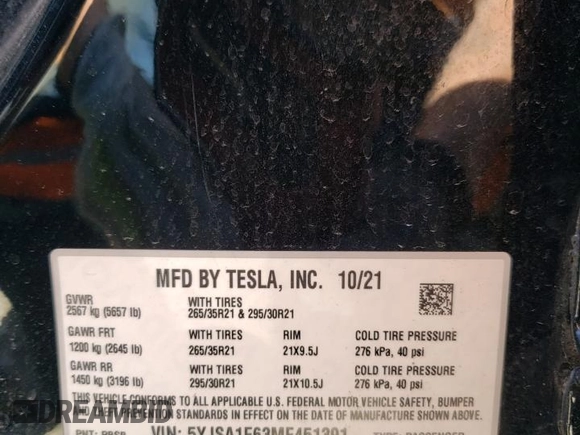 MFD BY TESLA, INC. 10/21
GVWR
2567 kg (5657 lb)
WITH TIRES
265/35R21 & 295/30R21
GAWR FRT
1200 kg (2645 lb)
WITH TIRES
265/35R21
RIM
21X9.5J
COLD TIRE PRESSURE
276 kPa, 40 psi
GAWR RR
1450 kg (3196 lb)
WITH TIRES
295/30R21
RIM
21X10.5J
COLD TIRE PRESSURE
276 kPa, 40 psi
THIS VEHICLE CONFORMS TO ALL APPLICABLE U.S. FEDERAL MOTOR VEHICLE SAFETY, BUMPER
AND THEFT PREVENTION STANDARDS IN EFFECT ON THE DATE OF MANUFACTURE SHOWN ABOVE.
DREAMBID